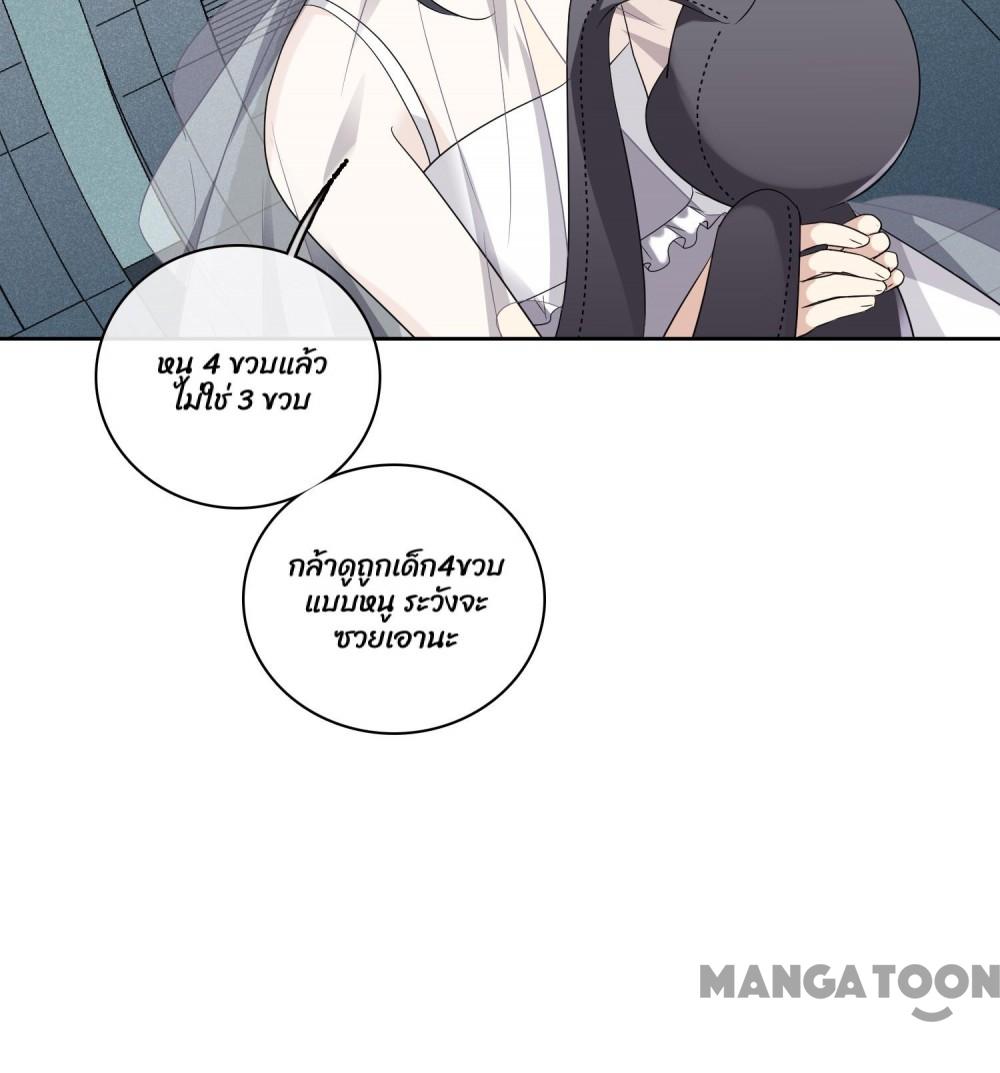 หนู 4 ขวบแล้ว
ไม่ใช่ 3 ขวบ
กล้าดูถูกเด็ก4ขวบ
แบบหนู ระวังจะ
ซวยเอานะ
MANGATOON